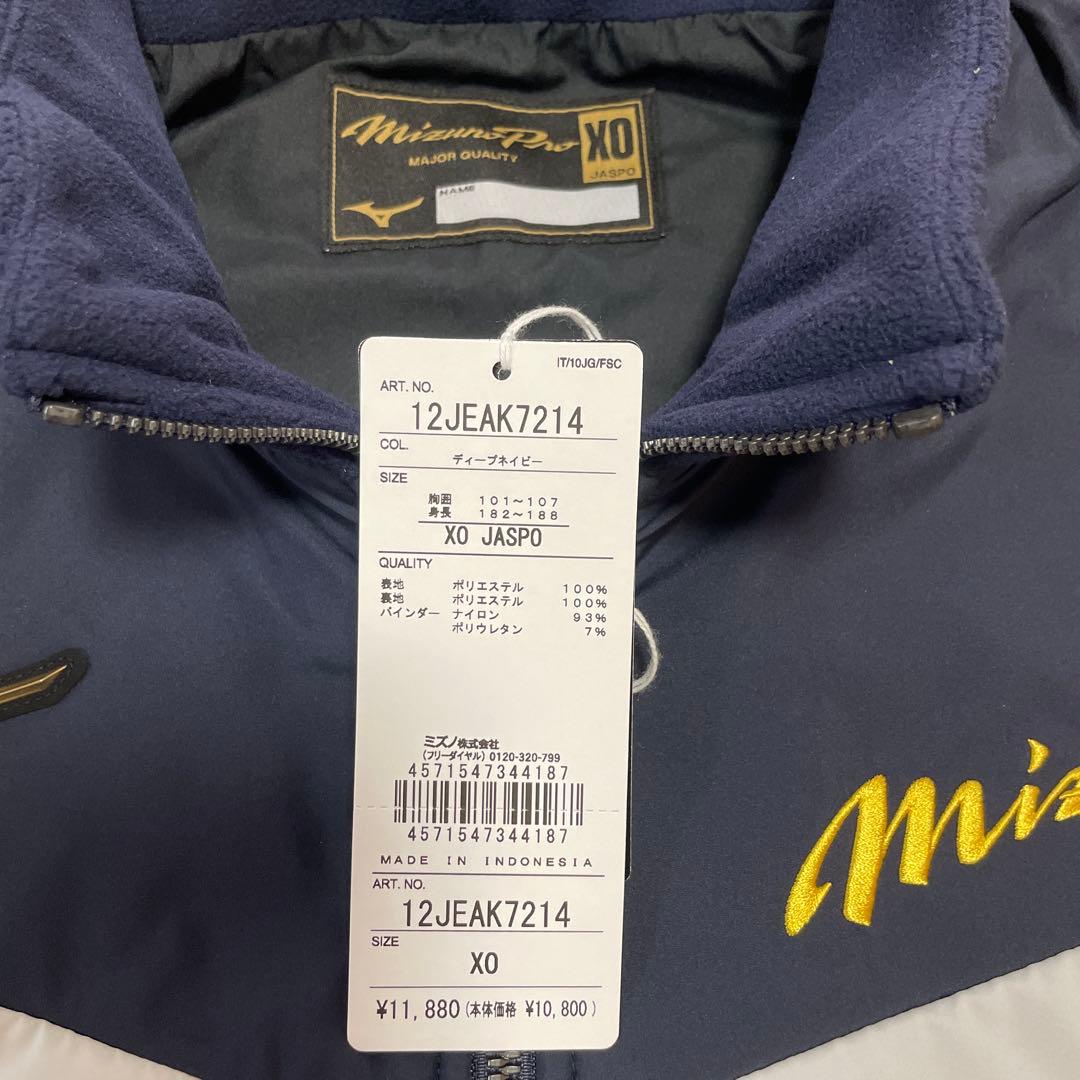 Mizuno Pro
XO
MAJOR QUALITY
JASPO
NAME
IT/10JG/FSC
ART. NO.
12JEAK7214
COL.
ディープネイビー
SIZE
胸囲 101~107
身長 182~188
XO JASPO
QUALITY
表地 ポリエステル 100%
裏地 ポリエステル 100%
バインダー ナイロン 93%
ポリウレタン 7%
ミズノ株式会社
(フリーダイヤル) 0120-320-799
4571547344187
4571547344187
MADE IN INDONESIA
ART. NO.
12JEAK7214
SIZE
XO
¥11,880 (本体価格 ¥10,800)
Miz